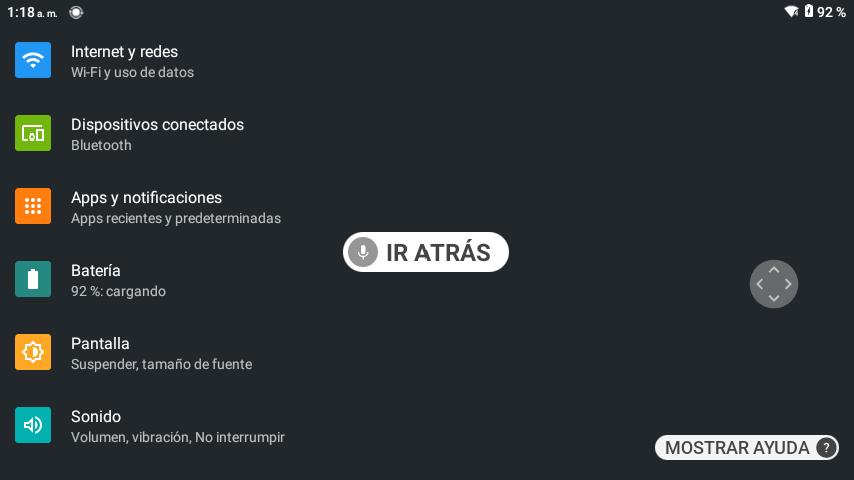 1:18 a. m.
92 %
Internet y redes
Wi-Fi y uso de datos
Dispositivos conectados
Bluetooth
Apps y notificaciones
Apps recientes y predeterminadas
IR ATRÁS
Batería
92 %: cargando
Pantalla
Suspender, tamaño de fuente
Sonido
Volumen, vibración, No interrumpir
MOSTRAR AYUDA ?